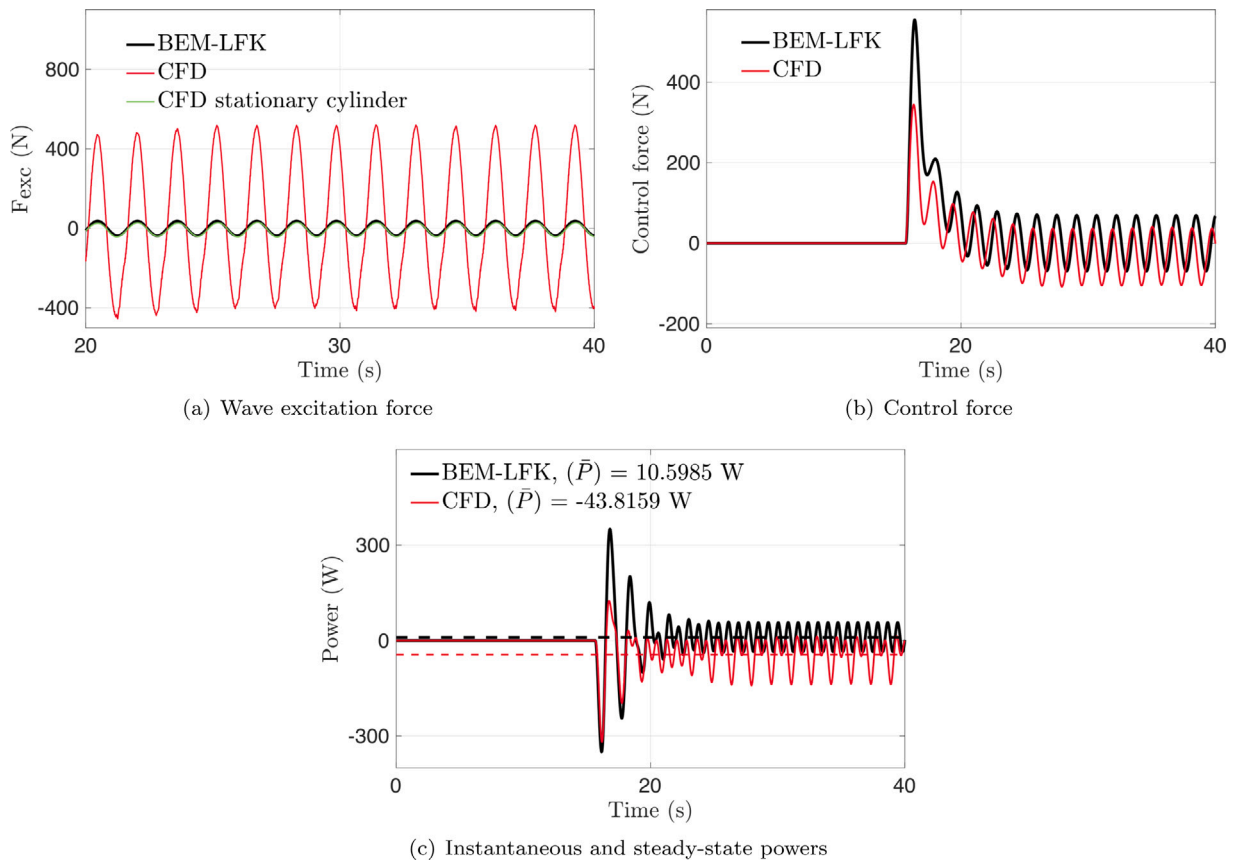 BEM-LFK
CFD
CFD stationary cylinder
800
400
0
-400
20
30
40
Fexc (N)
Time (s)
(a) Wave excitation force
BEM-LFK
CFD
400
200
0
-200
0
20
40
Control force (N)
Time (s)
(b) Control force
BEM-LFK, (P̄) = 10.5985 W
CFD, (P̄) = -43.8159 W
300
0
-300
0
20
40
Power (W)
Time (s)
(c) Instantaneous and steady-state powers